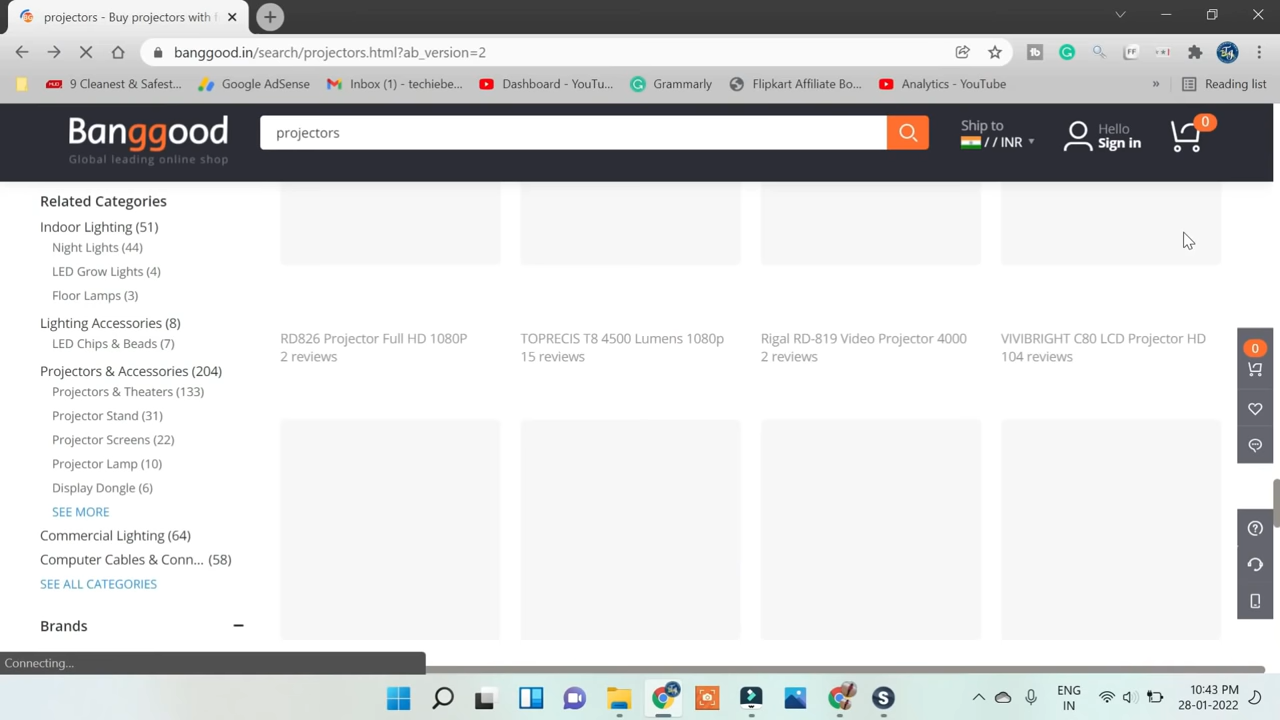 projectors - Buy projectors with f
banggood.in/search/projectors.html?ab_version=2
9 Cleanest & Safest...
Google AdSense
Inbox (1) - techiebe...
Dashboard - YouTu...
Grammarly
Flipkart Affiliate Bo...
Analytics - YouTube
»
Reading list
Banggood
Global leading online shop
projectors
Ship to
/ / INR
Hello
Sign in
0
Related Categories
Indoor Lighting (51)
Night Lights (44)
LED Grow Lights (4)
Floor Lamps (3)
Lighting Accessories (8)
LED Chips & Beads (7)
Projectors & Accessories (204)
Projectors & Theaters (133)
Projector Stand (31)
Projector Screens (22)
Projector Lamp (10)
Display Dongle (6)
SEE MORE
Commercial Lighting (64)
Computer Cables & Conn... (58)
SEE ALL CATEGORIES
Brands
RD826 Projector Full HD 1080P
2 reviews
TOPRECIS T8 4500 Lumens 1080p
15 reviews
Rigal RD-819 Video Projector 4000
2 reviews
VIVIBRIGHT C80 LCD Projector HD
104 reviews
0
Connecting...
ENG
IN
10:43 PM
28-01-2022